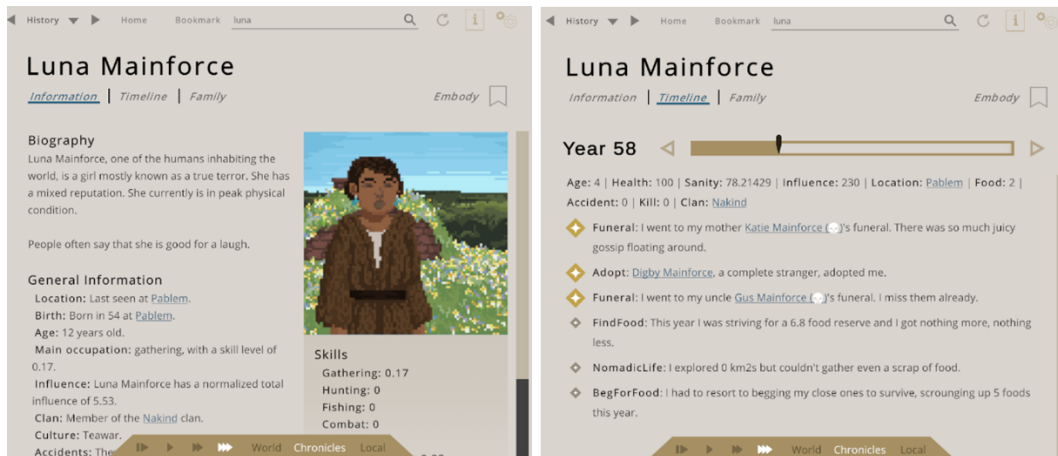 History Home Bookmark luna
Luna Mainforce
Information | Timeline | Family Embody
Biography
Luna Mainforce, one of the humans inhabiting the
world, is a girl mostly known as a true terror. She has
a mixed reputation. She currently is in peak physical
condition.
People often say that she is good for a laugh.
General Information
Location: Last seen at Pablem.
Birth: Born in 54 at Pablem.
Age: 12 years old.
Main occupation: gathering, with a skill level of
0.17.
Influence: Luna Mainforce has a normalized total
influence of 5.53.
Clan: Member of the Nakind clan.
Culture: Teawar.
Accidents: The
Skills
Gathering: 0.17
Hunting: 0
Fishing: 0
Combat: 0
World Chronicles Local
History Home Bookmark luna
Luna Mainforce
Information | Timeline | Family Embody
Year 58
Age: 4 | Health: 100 | Sanity: 78.21429 | Influence: 230 | Location: Pablem | Food: 2 |
Accident: 0 | Kill: 0 | Clan: Nakind
Funeral: I went to my mother Katie Mainforce (💀)'s funeral. There was so much juicy
gossip floating around.
Adopt: Digby Mainforce, a complete stranger, adopted me.
Funeral: I went to my uncle Gus Mainforce (💀)'s funeral. I miss them already.
FindFood: This year I was striving for a 6.8 food reserve and I got nothing more, nothing
less.
NomadicLife: I explored 0 km2s but couldn't gather even a scrap of food.
BegForFood: I had to resort to begging my close ones to survive, scrounging up 5 foods
this year.
World Chronicles Local